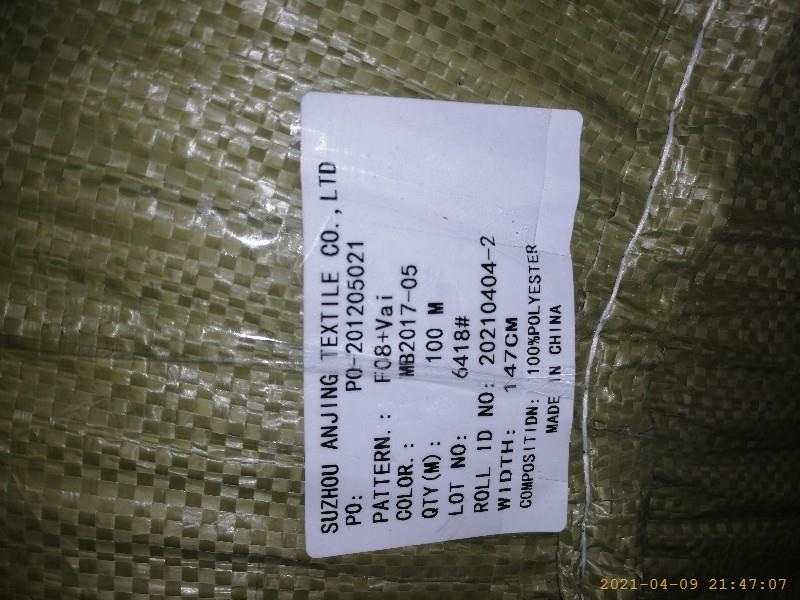 SUZHOU ANJING TEXTILE CO., LTD
PO: PO-201205021
PATTERN.: F08+Vai
COLOR.: MB2017-05
QTY(M): 100 M
LOT NO: 6418#
ROLL ID NO: 20210404-2
WIDTH: 147CM
COMPOSITION: 100%POLYESTER
MADE IN CHINA
2021-04-09 21:47:07